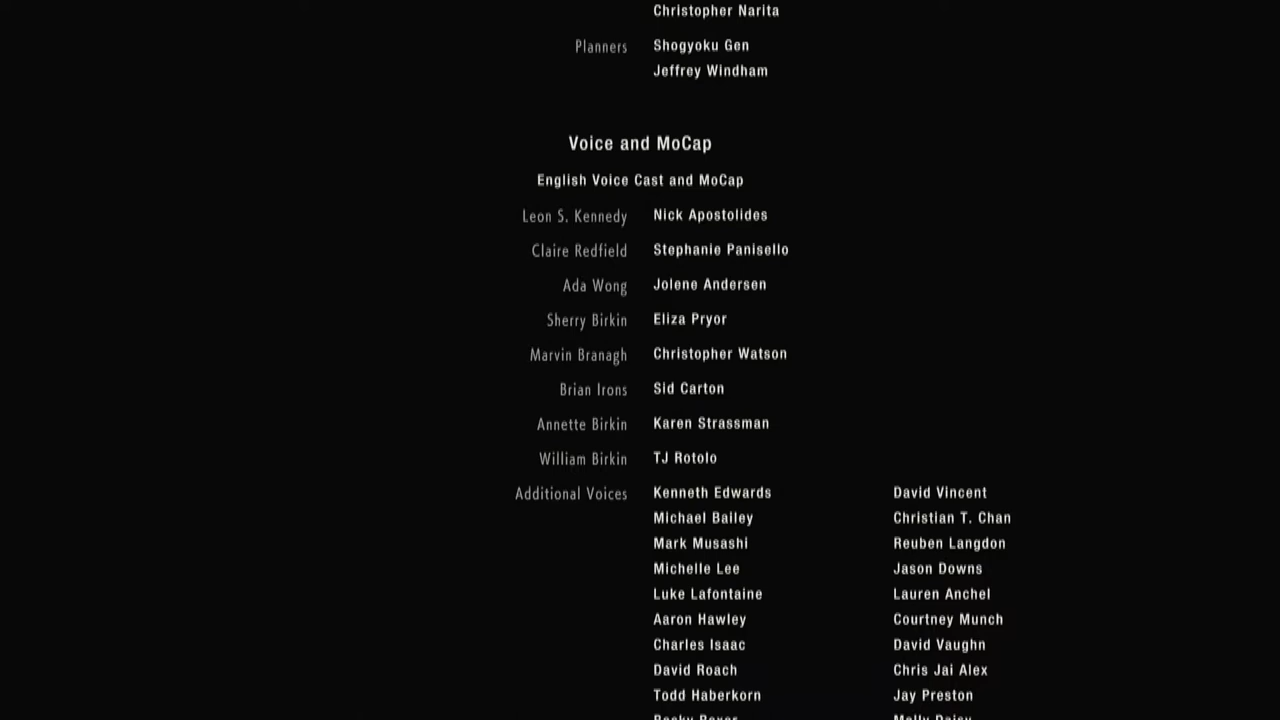 Christopher Narita
Planners Shogyoku Gen
Jeffrey Windham
Voice and MoCap
English Voice Cast and MoCap
Leon S. Kennedy Nick Apostolides
Claire Redfield Stephanie Panisello
Ada Wong Jolene Andersen
Sherry Birkin Eliza Pryor
Marvin Branagh Christopher Watson
Brian Irons Sid Carton
Annette Birkin Karen Strassman
William Birkin TJ Rotolo
Additional Voices Kenneth Edwards David Vincent
Michael Bailey Christian T. Chan
Mark Musashi Reuben Langdon
Michelle Lee Jason Downs
Luke Lafontaine Lauren Anchel
Aaron Hawley Courtney Munch
Charles Isaac David Vaughn
David Roach Chris Jai Alex
Todd Haberkorn Jay Preston